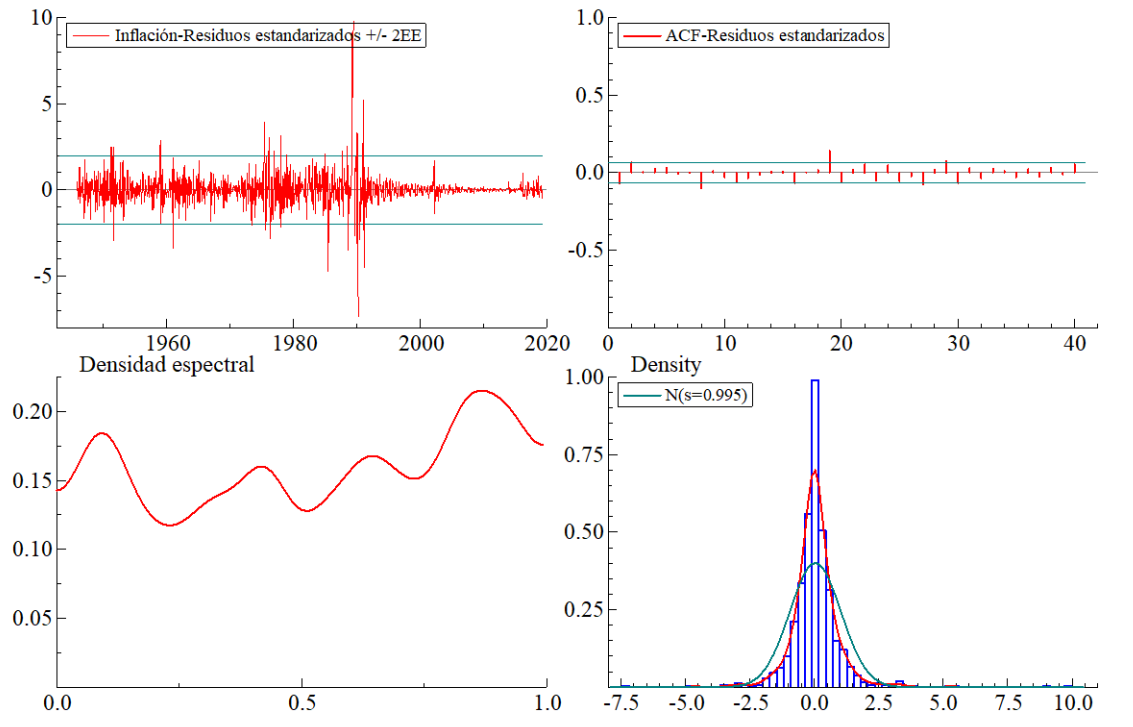 10
Inflación-Residuos estandarizados +/- 2EE
5
0
-5
1960 1980 2000 2020
1.0
ACF-Residuos estandarizados
0.5
0.0
-0.5
0 10 20 30 40
Densidad espectral
0.20
0.15
0.10
0.05
0.0 0.5 1.0
Density
1.00
N(s=0.995)
0.75
0.50
0.25
-7.5 -5.0 -2.5 0.0 2.5 5.0 7.5 10.0